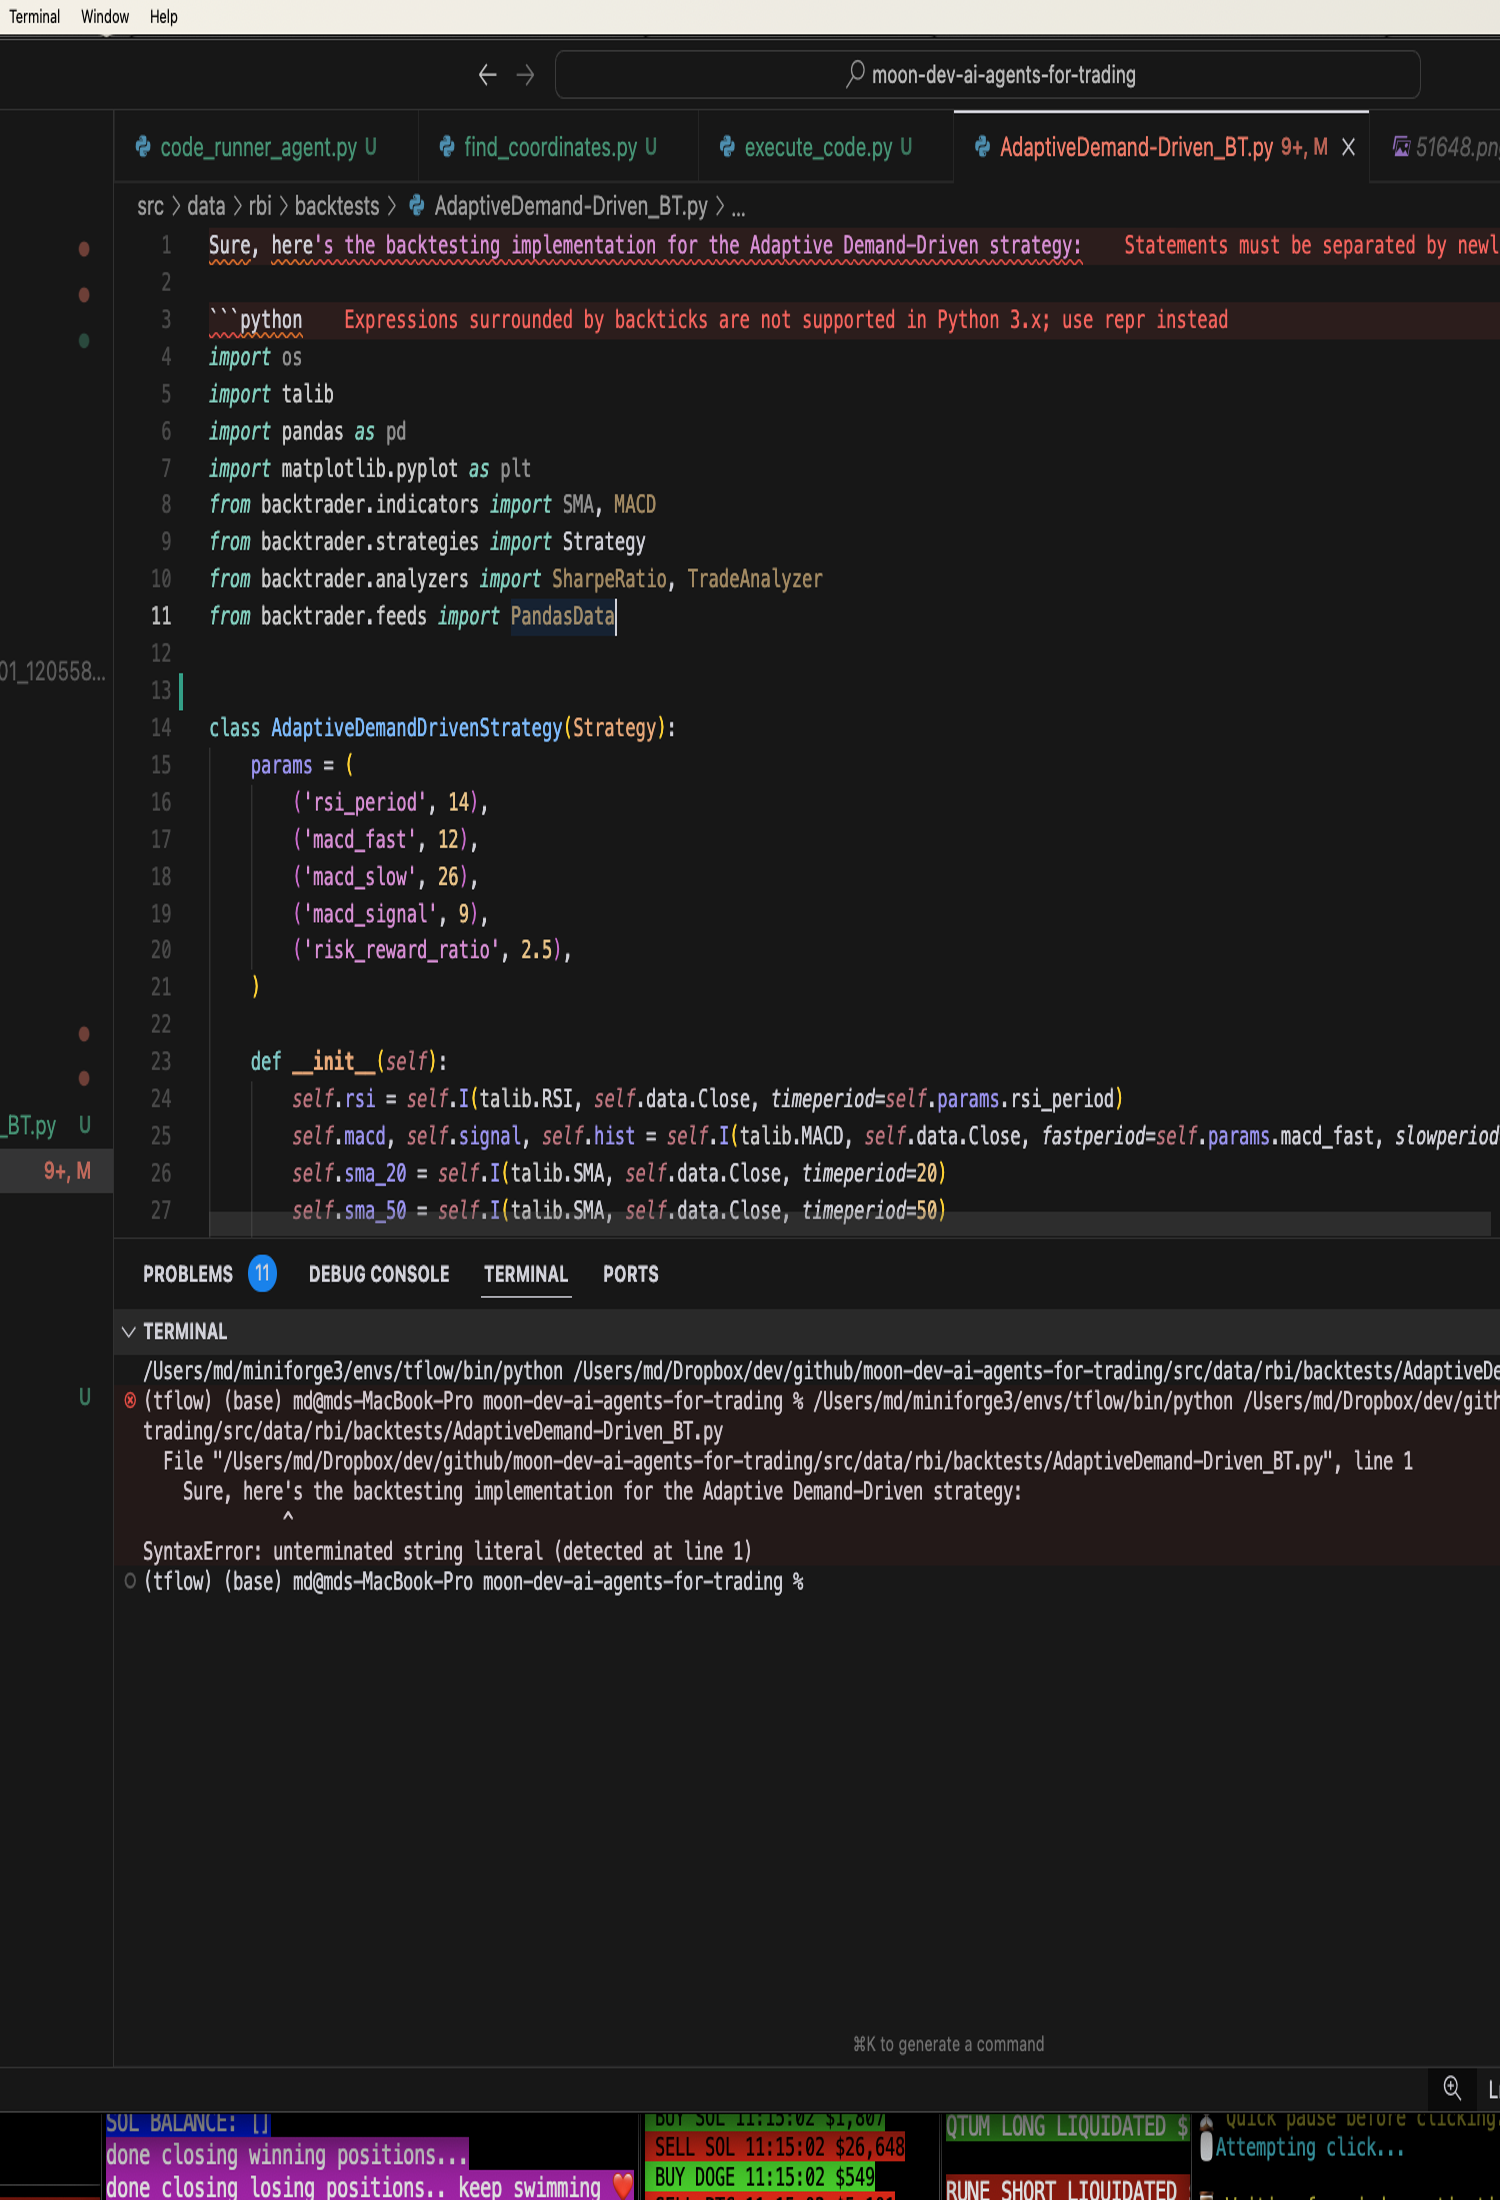 Terminal Window Help
moon-dev-ai-agents-for-trading
code_runner_agent.py U find_coordinates.py U execute_code.py U AdaptiveDemand-Driven_BT.py 9+, M 51648.pn
src > data > rbi > backtests > AdaptiveDemand-Driven_BT.py > ...
1 Sure, here's the backtesting implementation for the Adaptive Demand-Driven strategy: Statements must be separated by newl
2
3 ```python Expressions surrounded by backticks are not supported in Python 3.x; use repr instead
4 import os
5 import talib
6 import pandas as pd
7 import matplotlib.pyplot as plt
8 from backtrader.indicators import SMA, MACD
9 from backtrader.strategies import Strategy
10 from backtrader.analyzers import SharpeRatio, TradeAnalyzer
11 from backtrader.feeds import PandasData
12
01_120558...
13
14 class AdaptiveDemandDrivenStrategy(Strategy):
15 params = (
16 ('rsi_period', 14),
17 ('macd_fast', 12),
18 ('macd_slow', 26),
19 ('macd_signal', 9),
20 ('risk_reward_ratio', 2.5),
21 )
22
23 def __init__(self):
24 self.rsi = self.I(talib.RSI, self.data.Close, timeperiod=self.params.rsi_period)
_BT.py U
25 self.macd, self.signal, self.hist = self.I(talib.MACD, self.data.Close, fastperiod=self.params.macd_fast, slowperiod
9+, M
26 self.sma_20 = self.I(talib.SMA, self.data.Close, timeperiod=20)
27 self.sma_50 = self.I(talib.SMA, self.data.Close, timeperiod=50)
PROBLEMS 11 DEBUG CONSOLE TERMINAL PORTS
TERMINAL
/Users/md/miniforge3/envs/tflow/bin/python /Users/md/Dropbox/dev/github/moon-dev-ai-agents-for-trading/src/data/rbi/backtests/AdaptiveDe
U
(tflow) (base) md@mds-MacBook-Pro moon-dev-ai-agents-for-trading % /Users/md/miniforge3/envs/tflow/bin/python /Users/md/Dropbox/dev/gith
trading/src/data/rbi/backtests/AdaptiveDemand-Driven_BT.py
File "/Users/md/Dropbox/dev/github/moon-dev-ai-agents-for-trading/src/data/rbi/backtests/AdaptiveDemand-Driven_BT.py", line 1
Sure, here's the backtesting implementation for the Adaptive Demand-Driven strategy:
^
SyntaxError: unterminated string literal (detected at line 1)
(tflow) (base) md@mds-MacBook-Pro moon-dev-ai-agents-for-trading %
⌘K to generate a command
L
SOL BALANCE: []
done closing winning positions...
done closing losing positions.. keep swimming ❤️
BUY SOL 11:15:02 $1,807
SELL SOL 11:15:02 $26,648
BUY DOGE 11:15:02 $549
QTUM LONG LIQUIDATED $
RUNE SHORT LIQUIDATED
Quick pause before clicking.
Attempting click...